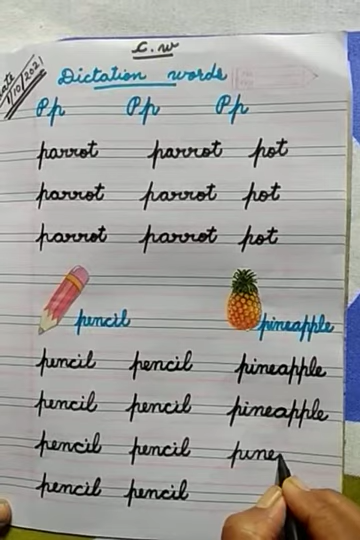 C.W
Date 1/10/2021
Dictation words
Pp Pp Pp
parrot parrot pot
parrot parrot pot
parrot parrot pot
pencil pineapple
pencil pencil pineapple
pencil pencil pineapple
pencil pencil pine
pencil pencil